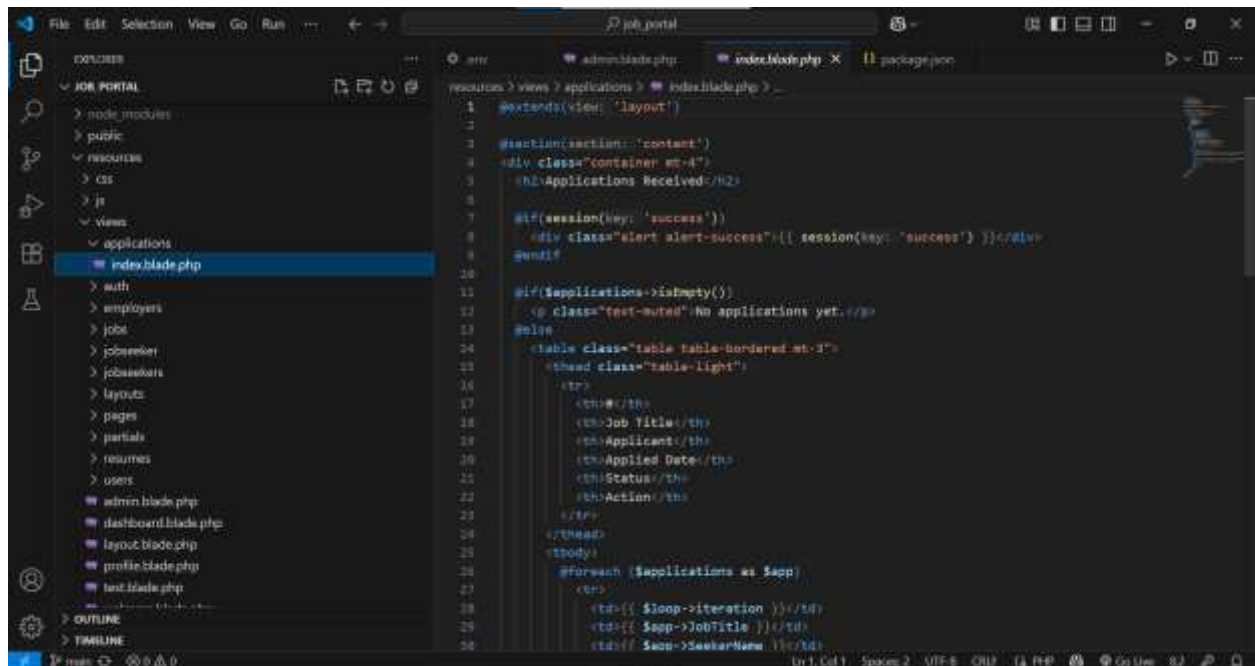 File Edit Selection View Go Run ··· job_portal
EXPLORER ···
JOB PORTAL
node_modules
public
resources
css
js
views
applications
index.blade.php
auth
employers
jobs
jobseeker
jobseekers
layouts
pages
partials
resumes
users
admin.blade.php
dashboard.blade.php
layout.blade.php
profile.blade.php
test.blade.php
OUTLINE
TIMELINE
.env admin.blade.php index.blade.php package.json
resources > views > applications > index.blade.php > ...
1 @extends(view: 'layout')
2
3 @section(section: 'content')
4 <div class="container mt-4">
5 <h2>Applications Received</h2>
6
7 @if(session(key: 'success'))
8 <div class="alert alert-success">{{ session(key: 'success') }}</div>
9 @endif
10
11 @if($applications->isEmpty())
12 <p class="text-muted">No applications yet.</p>
13 @else
14 <table class="table table-bordered mt-3">
15 <thead class="table-light">
16 <tr>
17 <th>#</th>
18 <th>Job Title</th>
19 <th>Applicant</th>
20 <th>Applied Date</th>
21 <th>Status</th>
22 <th>Action</th>
23 </tr>
24 </thead>
25 <tbody>
26 @foreach ($applications as $app)
27 <tr>
28 <td>{{ $loop->iteration }}</td>
29 <td>{{ $app->JobTitle }}</td>
30 <td>{{ $app->SeekerName }}</td>
main 0 0 Ln 1, Col 1 Spaces: 2 UTF-8 CRLF PHP Go Live 8.2